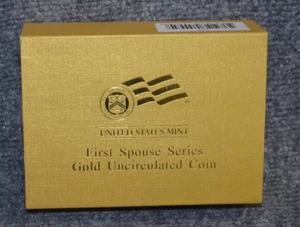 UNITED STATES MINT
First Spouse Series
Gold Uncirculated Coin